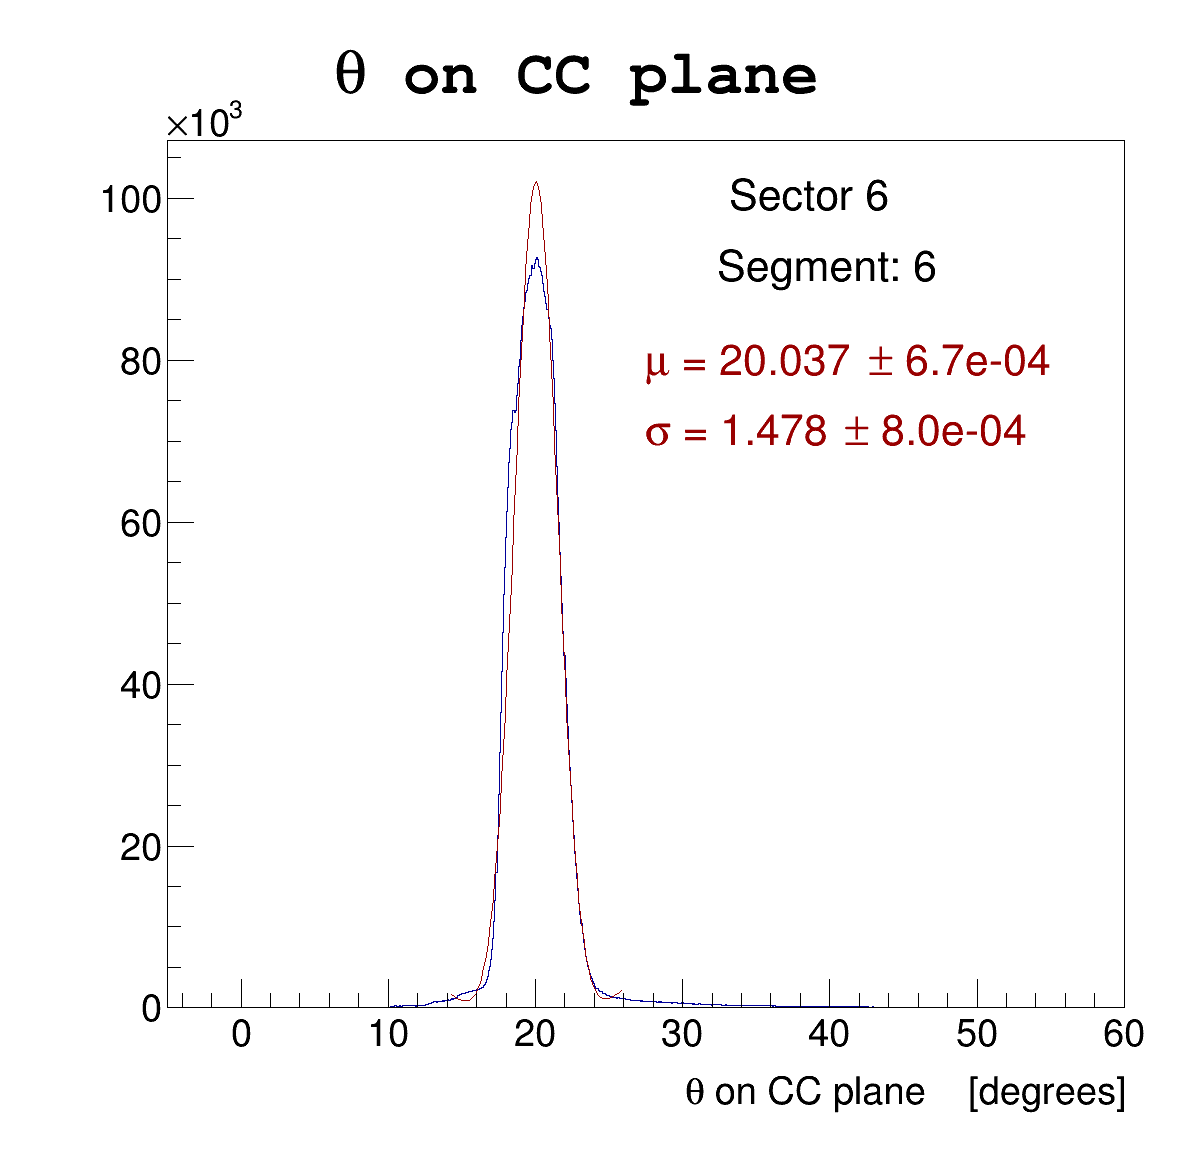 θ on CC plane
×10³
Sector 6
Segment: 6
μ = 20.037 ± 6.7e-04
σ = 1.478 ± 8.0e-04
100
80
60
40
20
0
0 10 20 30 40 50 60
θ on CC plane [degrees]